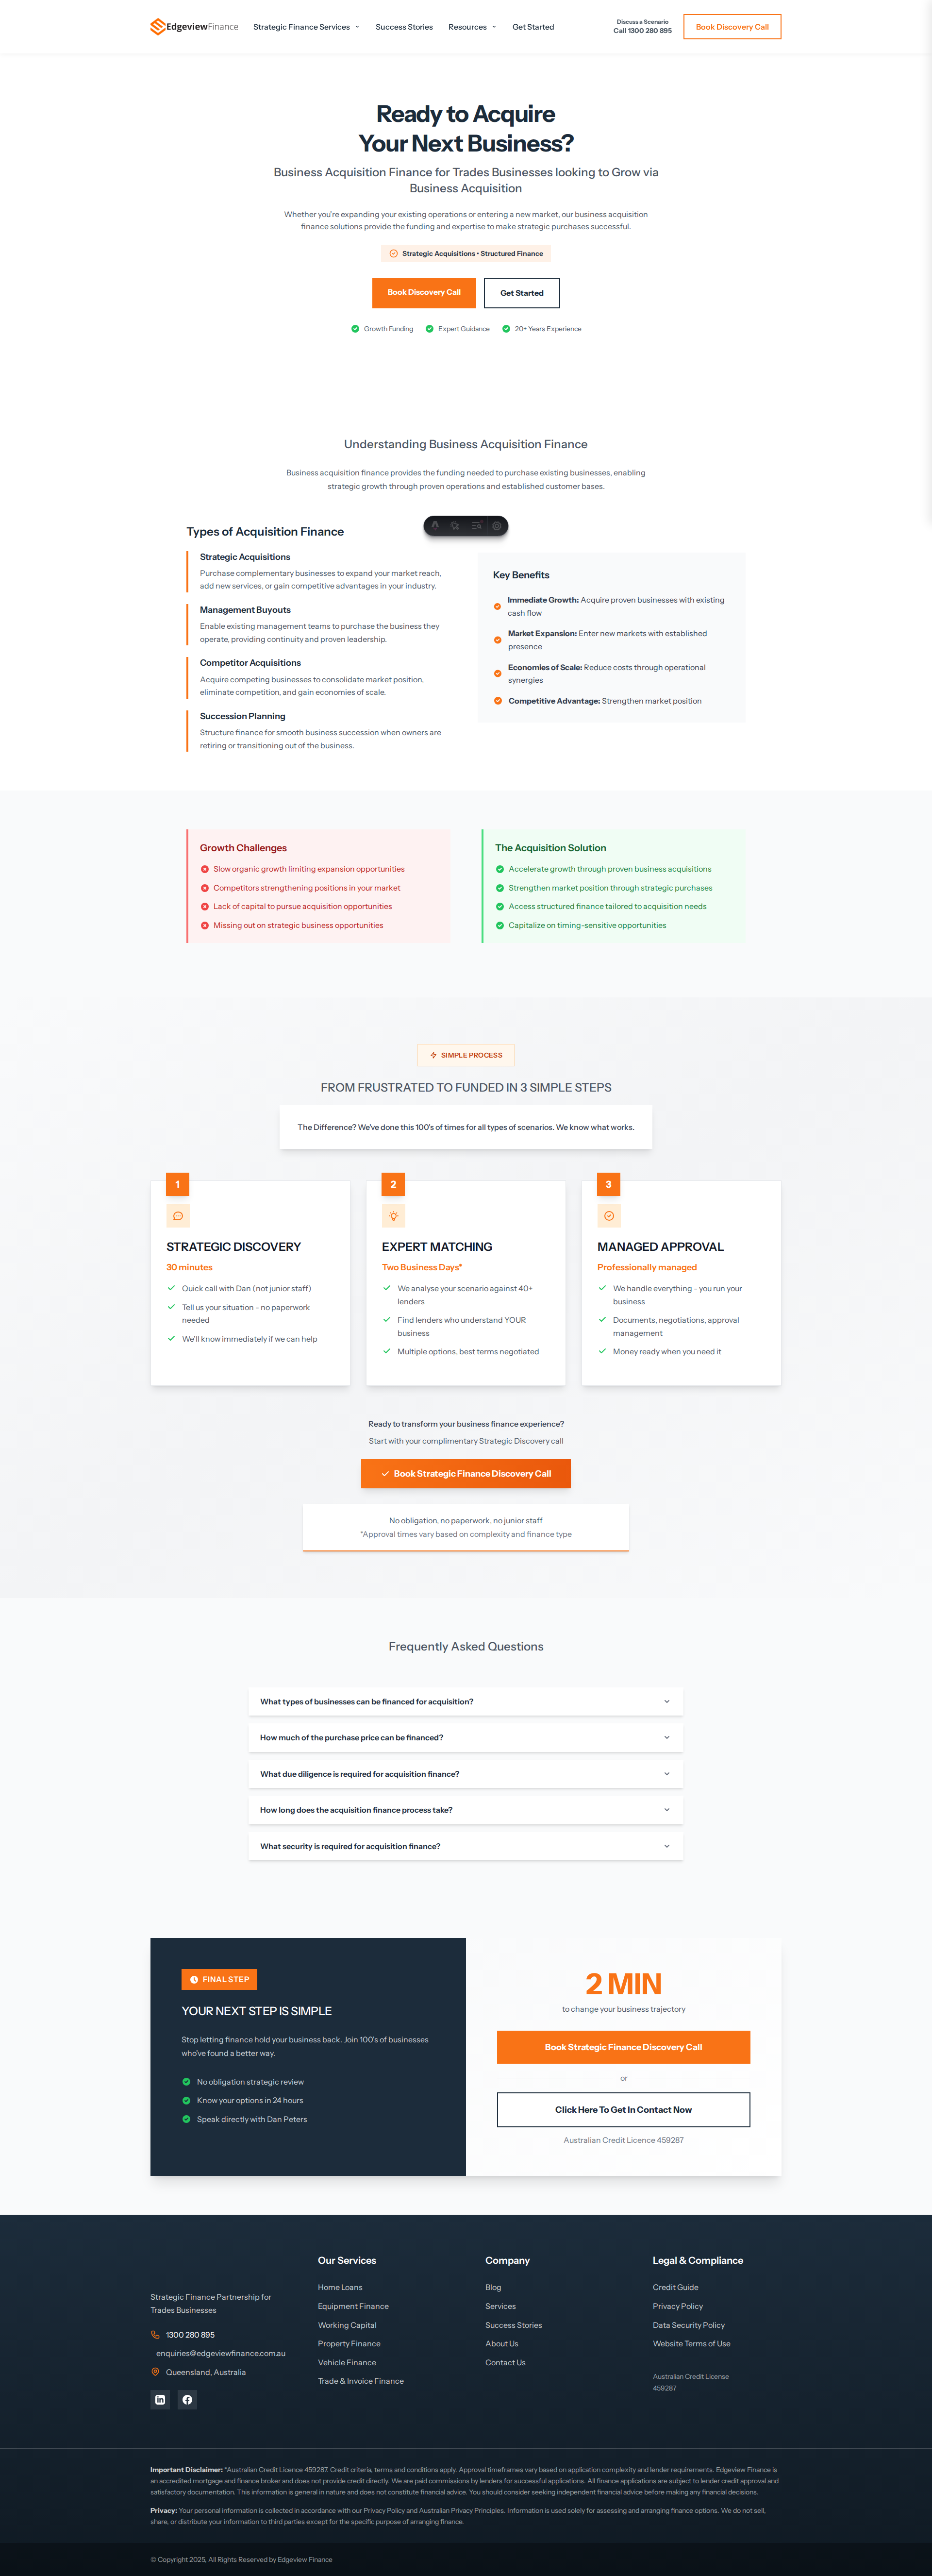 EdgeviewFinance
Strategic Finance Services
Success Stories
Resources
Get Started
Discuss a Scenario
Call 1300 280 895
Book Discovery Call
Ready to Acquire
Your Next Business?
Business Acquisition Finance for Trades Businesses looking to Grow via
Business Acquisition
Whether you're expanding your existing operations or entering a new market, our business acquisition
finance solutions provide the funding and expertise to make strategic purchases successful.
Strategic Acquisitions • Structured Finance
Book Discovery Call
Get Started
Growth Funding
Expert Guidance
20+ Years Experience
Understanding Business Acquisition Finance
Business acquisition finance provides the funding needed to purchase existing businesses, enabling
strategic growth through proven operations and established customer bases.
Types of Acquisition Finance
Strategic Acquisitions
Purchase complementary businesses to expand your market reach,
add new services, or gain competitive advantages in your industry.
Management Buyouts
Enable existing management teams to purchase the business they
operate, providing continuity and proven leadership.
Competitor Acquisitions
Acquire competing businesses to consolidate market position,
eliminate competition, and gain economies of scale.
Succession Planning
Structure finance for smooth business succession when owners are
retiring or transitioning out of the business.
Key Benefits
Immediate Growth: Acquire proven businesses with existing
cash flow
Market Expansion: Enter new markets with established
presence
Economies of Scale: Reduce costs through operational
synergies
Competitive Advantage: Strengthen market position
Growth Challenges
Slow organic growth limiting expansion opportunities
Competitors strengthening positions in your market
Lack of capital to pursue acquisition opportunities
Missing out on strategic business opportunities
The Acquisition Solution
Accelerate growth through proven business acquisitions
Strengthen market position through strategic purchases
Access structured finance tailored to acquisition needs
Capitalize on timing-sensitive opportunities
SIMPLE PROCESS
FROM FRUSTRATED TO FUNDED IN 3 SIMPLE STEPS
The Difference? We've done this 100's of times for all types of scenarios. We know what works.
1
STRATEGIC DISCOVERY
30 minutes
Quick call with Dan (not junior staff)
Tell us your situation - no paperwork
needed
We'll know immediately if we can help
2
EXPERT MATCHING
Two Business Days*
We analyse your scenario against 40+
lenders
Find lenders who understand YOUR
business
Multiple options, best terms negotiated
3
MANAGED APPROVAL
Professionally managed
We handle everything - you run your
business
Documents, negotiations, approval
management
Money ready when you need it
Ready to transform your business finance experience?
Start with your complimentary Strategic Discovery call
Book Strategic Finance Discovery Call
No obligation, no paperwork, no junior staff
*Approval times vary based on complexity and finance type
Frequently Asked Questions
What types of businesses can be financed for acquisition?
How much of the purchase price can be financed?
What due diligence is required for acquisition finance?
How long does the acquisition finance process take?
What security is required for acquisition finance?
FINAL STEP
YOUR NEXT STEP IS SIMPLE
Stop letting finance hold your business back. Join 100's of businesses
who've found a better way.
No obligation strategic review
Know your options in 24 hours
Speak directly with Dan Peters
2 MIN
to change your business trajectory
Book Strategic Finance Discovery Call
or
Click Here To Get In Contact Now
Australian Credit Licence 459287
Strategic Finance Partnership for
Trades Businesses
1300 280 895
enquiries@edgeviewfinance.com.au
Queensland, Australia
Our Services
Home Loans
Equipment Finance
Working Capital
Property Finance
Vehicle Finance
Trade & Invoice Finance
Company
Blog
Services
Success Stories
About Us
Contact Us
Legal & Compliance
Credit Guide
Privacy Policy
Data Security Policy
Website Terms of Use
Australian Credit License
459287
Important Disclaimer: *Australian Credit Licence 459287. Credit criteria, terms and conditions apply. Approval timeframes vary based on application complexity and lender requirements. Edgeview Finance is
an accredited mortgage and finance broker and does not provide credit directly. We are paid commissions by lenders for successful applications. All finance applications are subject to lender credit approval and
satisfactory documentation. This information is general in nature and does not constitute financial advice. You should consider seeking independent financial advice before making any financial decisions.
Privacy: Your personal information is collected in accordance with our Privacy Policy and Australian Privacy Principles. Information is used solely for assessing and arranging finance options. We do not sell,
share, or distribute your information to third parties except for the specific purpose of arranging finance.
© Copyright 2025, All Rights Reserved by Edgeview Finance